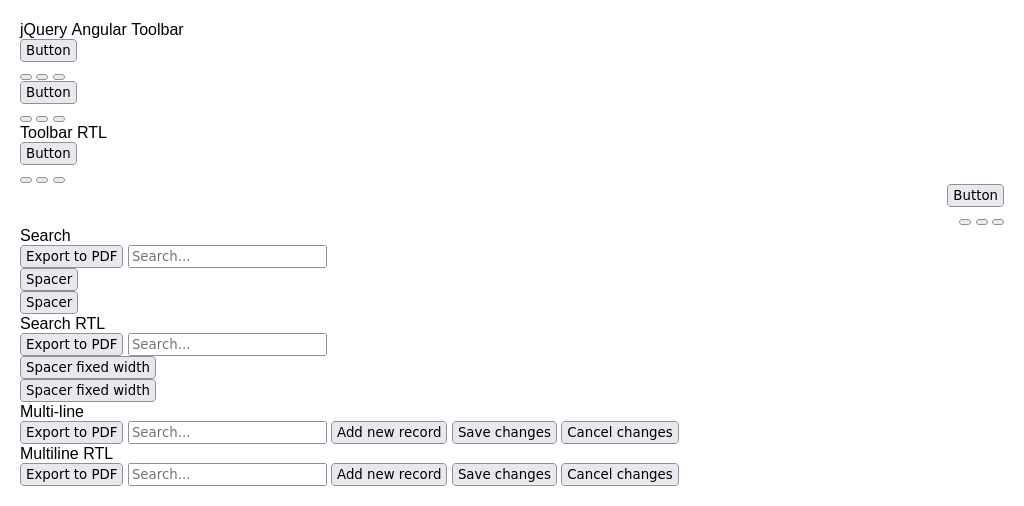 jQuery Angular Toolbar
Button
Button
Toolbar RTL
Button
Button
Search
Export to PDF Search...
Spacer
Spacer
Search RTL
Export to PDF Search...
Spacer fixed width
Spacer fixed width
Multi-line
Export to PDF Search... Add new record Save changes Cancel changes
Multiline RTL
Export to PDF Search... Add new record Save changes Cancel changes